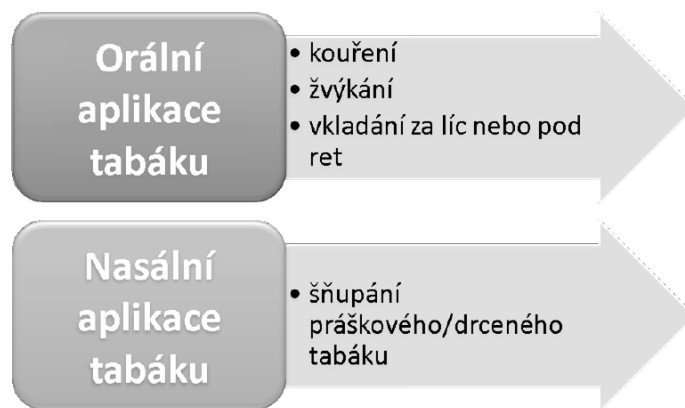 Orální
aplikace
tabáku
• kouření
• žvýkání
• vkládání za líc nebo pod
ret
Nasální
aplikace
tabáku
• šňupání
práškového/drceného
tabáku